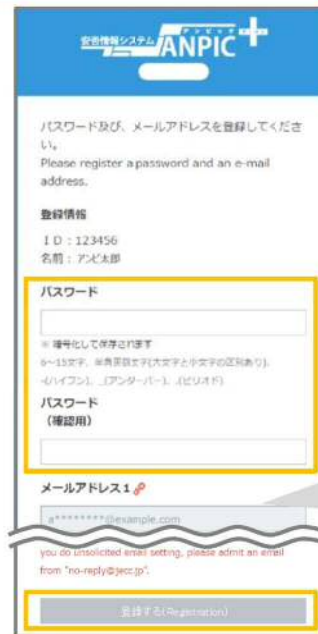 安否情報システム ANPIC
アンピック
パスワード及び、メールアドレスを登録してくださ
い。
Please register a password and an e-mail
address.
登録情報
ID：123456
名前：アンピ太郎
パスワード
※ 暗号化して保存されます
6～15文字、半角英数文字(大文字と小文字の区別あり)、
-(ハイフン)、_(アンダーバー)、.(ピリオド)
パスワード
（確認用）
メールアドレス1
a********@example.com
you do unsolicited email setting, please admit an email
from "no-reply@jecc.jp".
登録する(Registration)